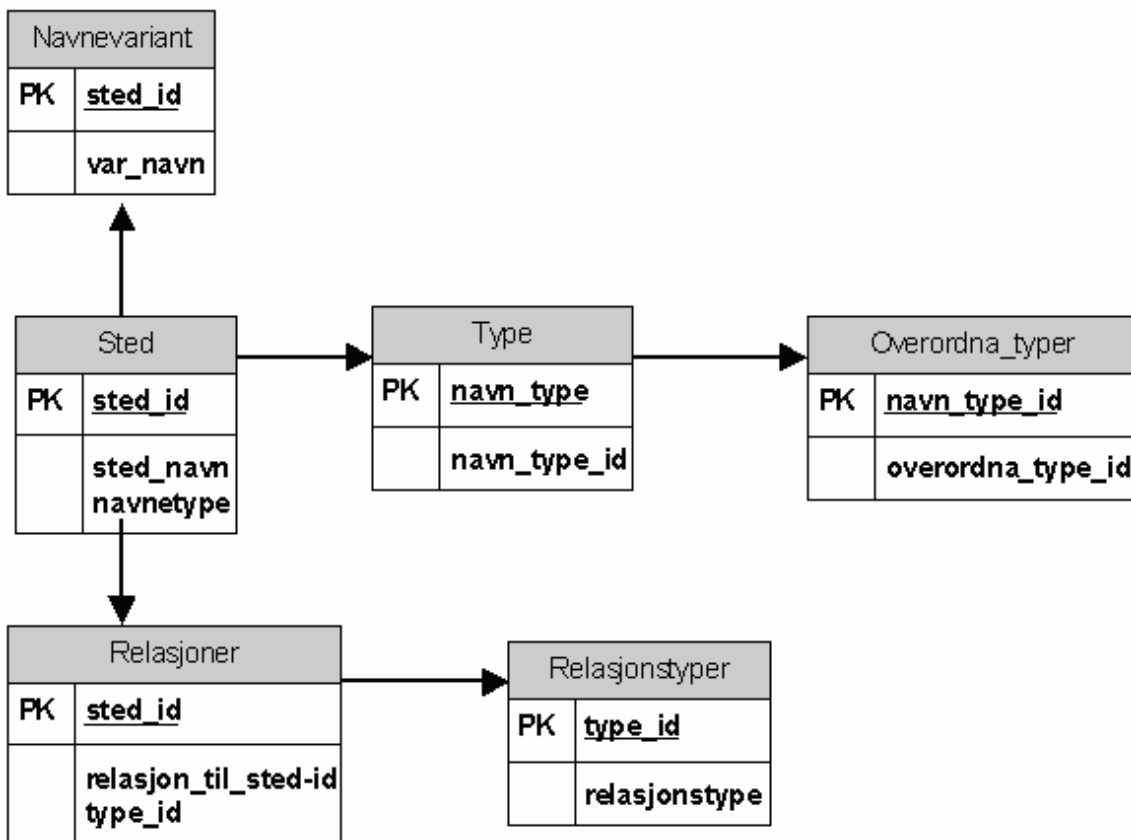 Navnevariant
PK sted_id
var_navn
Sted
PK sted_id
sted_navn
navnetype
Type
PK navn_type
navn_type_id
Overordna_typer
PK navn_type_id
overordna_type_id
Relasjoner
PK sted_id
relasjon_til_sted-id
type_id
Relasjonstyper
PK type_id
relasjonstype